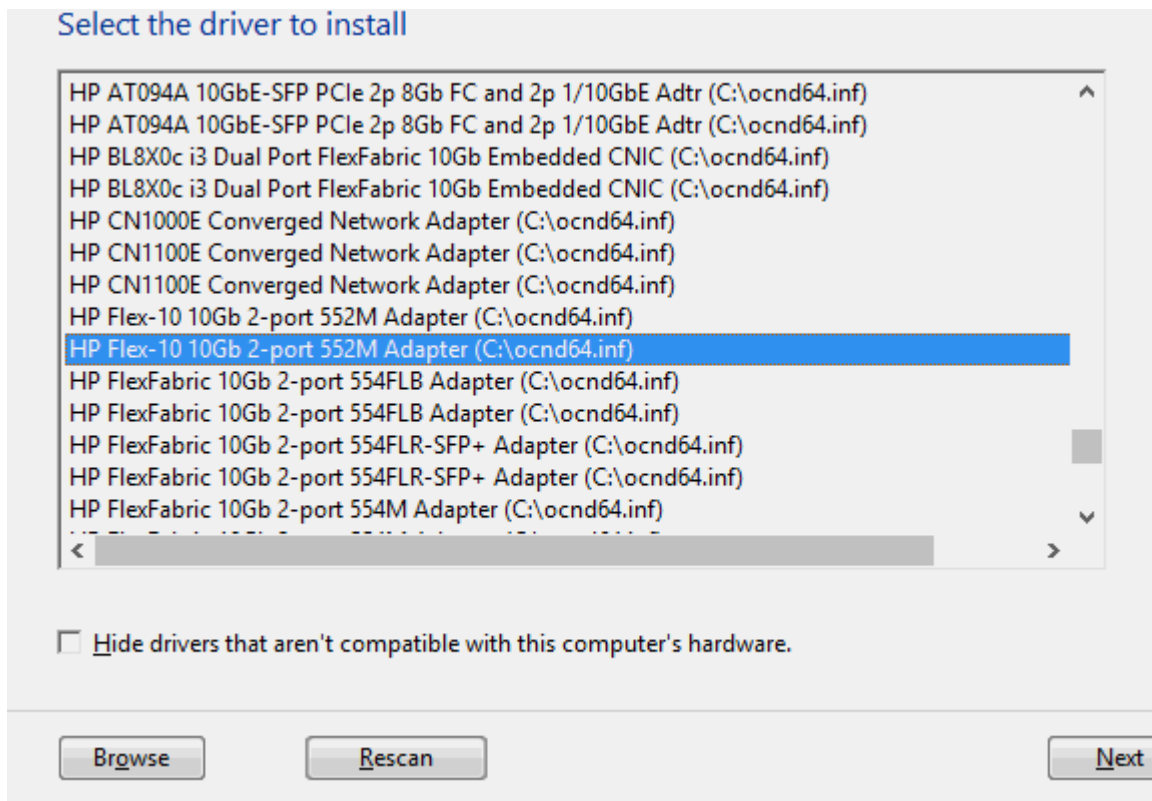 Select the driver to install
HP AT094A 10GbE-SFP PCIe 2p 8Gb FC and 2p 1/10GbE Adtr (C:\ocnd64.inf)
HP AT094A 10GbE-SFP PCIe 2p 8Gb FC and 2p 1/10GbE Adtr (C:\ocnd64.inf)
HP BL8X0c i3 Dual Port FlexFabric 10Gb Embedded CNIC (C:\ocnd64.inf)
HP BL8X0c i3 Dual Port FlexFabric 10Gb Embedded CNIC (C:\ocnd64.inf)
HP CN1000E Converged Network Adapter (C:\ocnd64.inf)
HP CN1100E Converged Network Adapter (C:\ocnd64.inf)
HP CN1100E Converged Network Adapter (C:\ocnd64.inf)
HP Flex-10 10Gb 2-port 552M Adapter (C:\ocnd64.inf)
HP Flex-10 10Gb 2-port 552M Adapter (C:\ocnd64.inf)
HP FlexFabric 10Gb 2-port 554FLB Adapter (C:\ocnd64.inf)
HP FlexFabric 10Gb 2-port 554FLB Adapter (C:\ocnd64.inf)
HP FlexFabric 10Gb 2-port 554FLR-SFP+ Adapter (C:\ocnd64.inf)
HP FlexFabric 10Gb 2-port 554FLR-SFP+ Adapter (C:\ocnd64.inf)
HP FlexFabric 10Gb 2-port 554M Adapter (C:\ocnd64.inf)
Hide drivers that aren't compatible with this computer's hardware.
Browse
Rescan
Next